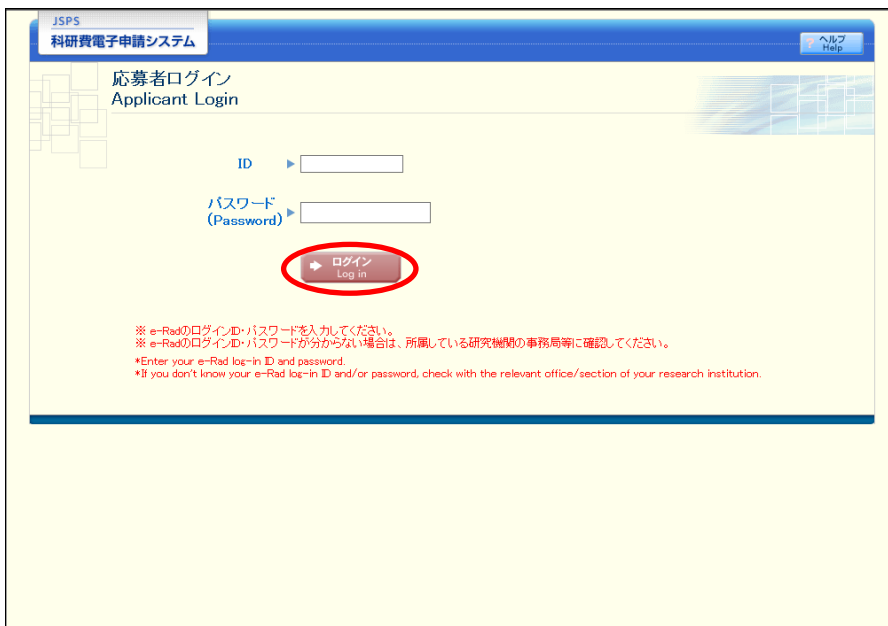 JSPS
科研費電子申請システム
? ヘルプ
Help
応募者ログイン
Applicant Login
ID
パスワード
(Password)
ログイン
Log in
※ e-RadのログインID・パスワードを入力してください。
※ e-RadのログインID・パスワードが分からない場合は、所属している研究機関の事務局等に確認してください。
*Enter your e-Rad log-in ID and password.
*If you don't know your e-Rad log-in ID and/or password, check with the relevant office/section of your research institution.